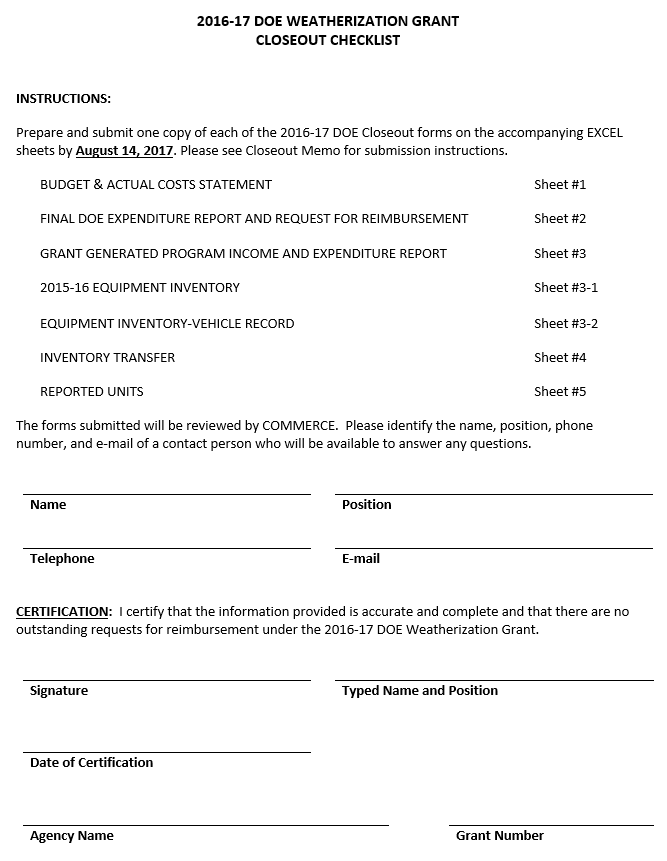 2016-17 DOE WEATHERIZATION GRANT
CLOSEOUT CHECKLIST
INSTRUCTIONS:
Prepare and submit one copy of each of the 2016-17 DOE Closeout forms on the accompanying EXCEL
sheets by August 14, 2017. Please see Closeout Memo for submission instructions.
BUDGET & ACTUAL COSTS STATEMENT Sheet #1
FINAL DOE EXPENDITURE REPORT AND REQUEST FOR REIMBURSEMENT Sheet #2
GRANT GENERATED PROGRAM INCOME AND EXPENDITURE REPORT Sheet #3
2015-16 EQUIPMENT INVENTORY Sheet #3-1
EQUIPMENT INVENTORY-VEHICLE RECORD Sheet #3-2
INVENTORY TRANSFER Sheet #4
REPORTED UNITS Sheet #5
The forms submitted will be reviewed by COMMERCE. Please identify the name, position, phone
number, and e-mail of a contact person who will be available to answer any questions.
Name Position
Telephone E-mail
CERTIFICATION: I certify that the information provided is accurate and complete and that there are no
outstanding requests for reimbursement under the 2016-17 DOE Weatherization Grant.
Signature Typed Name and Position
Date of Certification
Agency Name Grant Number